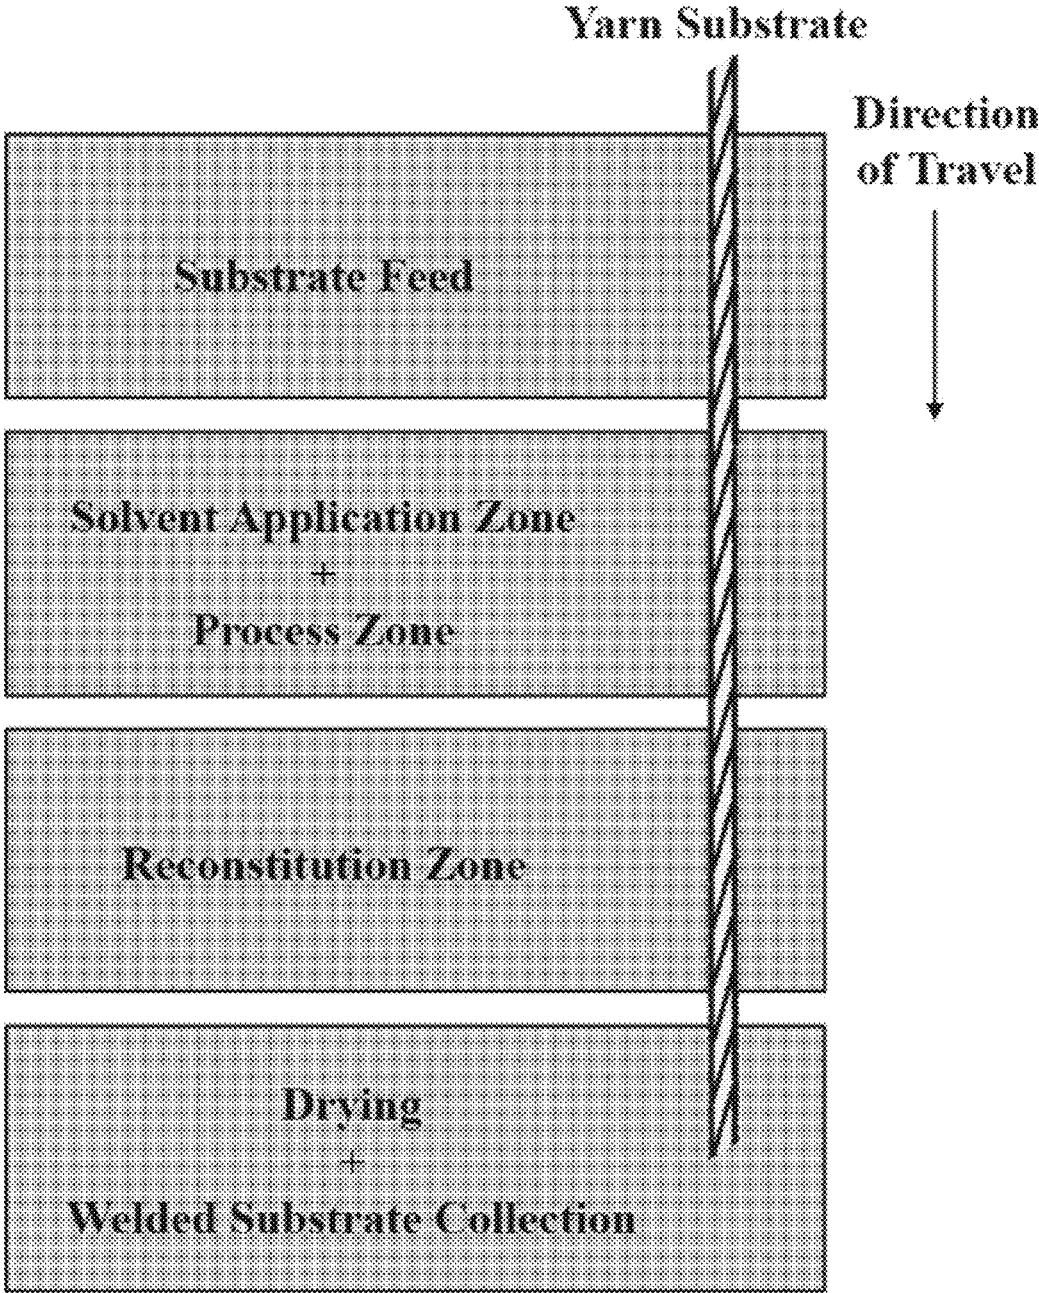 Yarn Substrate
Direction
of Travel
Substrate Feed
Solvent Application Zone
+
Process Zone
Reconstitution Zone
Drying
+
Welded Substrate Collection